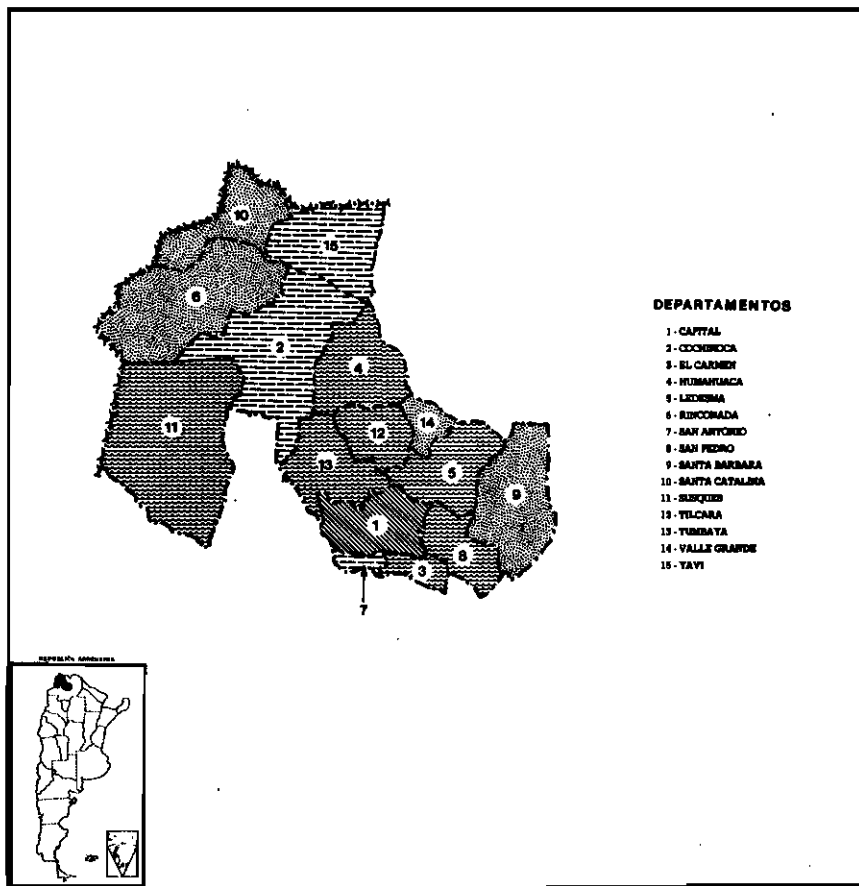 10
15
6
2
4
11
14
12
13
5
9
1
8
3
7
DEPARTAMENTOS
1 - CAPITAL
2 - COCHINOCA
3 - EL CARMEN
4 - HUMAHUACA
5 - LEDESMA
6 - RINCONADA
7 - SAN ANTONIO
8 - SAN PEDRO
9 - SANTA BARBARA
10 - SANTA CATALINA
11 - SUSQUES
12 - TILCARA
13 - TUMBAYA
14 - VALLE GRANDE
15 - YAVI
REPUBLICA ARGENTINA